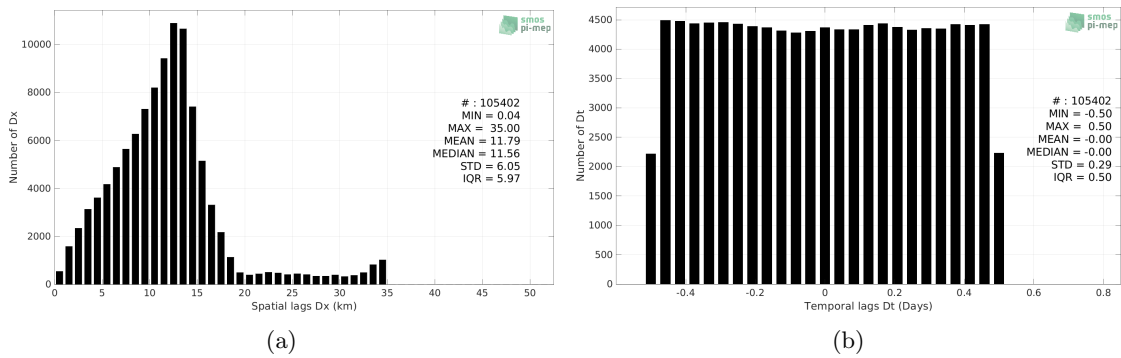 smos
pi-mep
10000
8000
6000
4000
2000
0
Number of Dx
# : 105402
MIN = 0.04
MAX = 35.00
MEAN = 11.79
MEDIAN = 11.56
STD = 6.05
IQR = 5.97
0 5 10 15 20 25 30 35 40 45 50
Spatial lags Dx (km)
(a)
smos
pi-mep
4500
4000
3500
3000
2500
2000
1500
1000
500
0
Number of Dt
# : 105402
MIN = -0.50
MAX = 0.50
MEAN = -0.00
MEDIAN = -0.00
STD = 0.29
IQR = 0.50
-0.4 -0.2 0 0.2 0.4 0.6 0.8
Temporal lags Dt (Days)
(b)